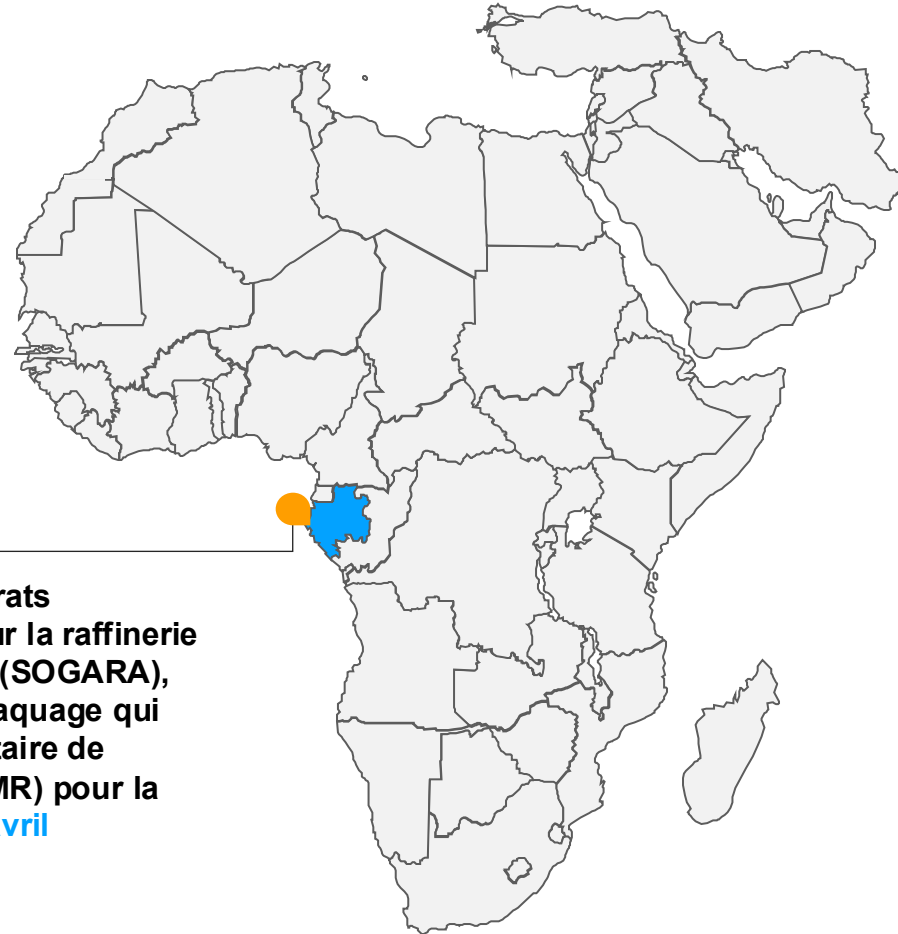 rats
ur la raffinerie
(SOGARA),
aquage qui
taire de
MR) pour la
vril